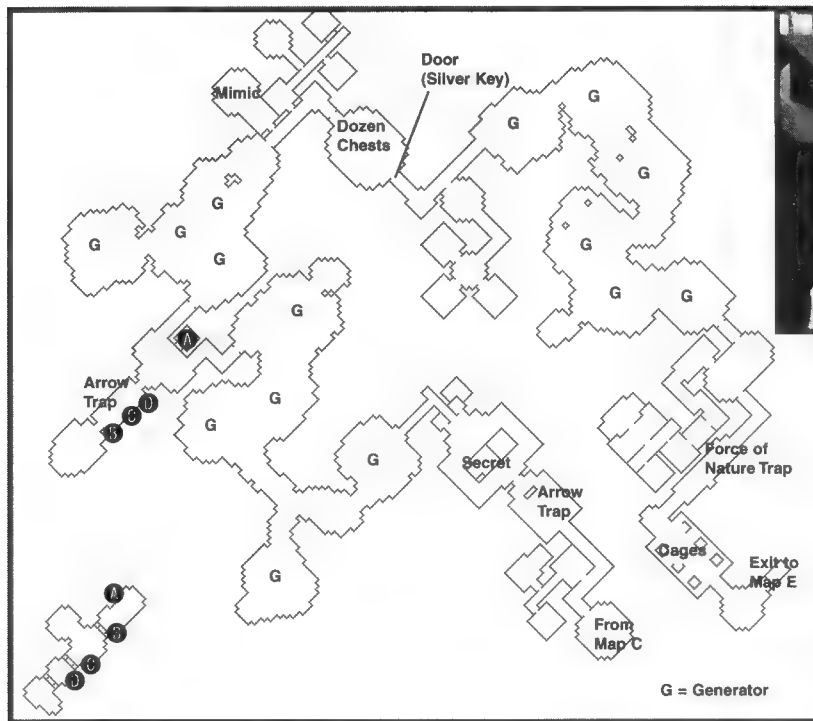 Door
(Silver Key)
Mimic
G
G
Dozen
Chests
G
G
G
G
G
G
G
G
G
A
Arrow
Trap
D
C
B
G
G
G
Secret
Arrow
Trap
Force of
Nature Trap
Cages
Exit to
Map E
G
A
B
C
D
From
Map C
G = Generator